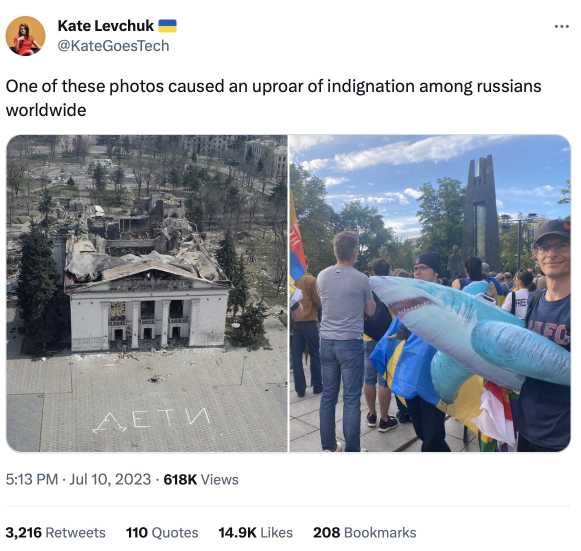 Kate Levchuk 🇺🇦
@KateGoesTech
One of these photos caused an uproar of indignation among russians
worldwide
ДЕТИ
5:13 PM · Jul 10, 2023 · 618K Views
3,216 Retweets 110 Quotes 14.9K Likes 208 Bookmarks